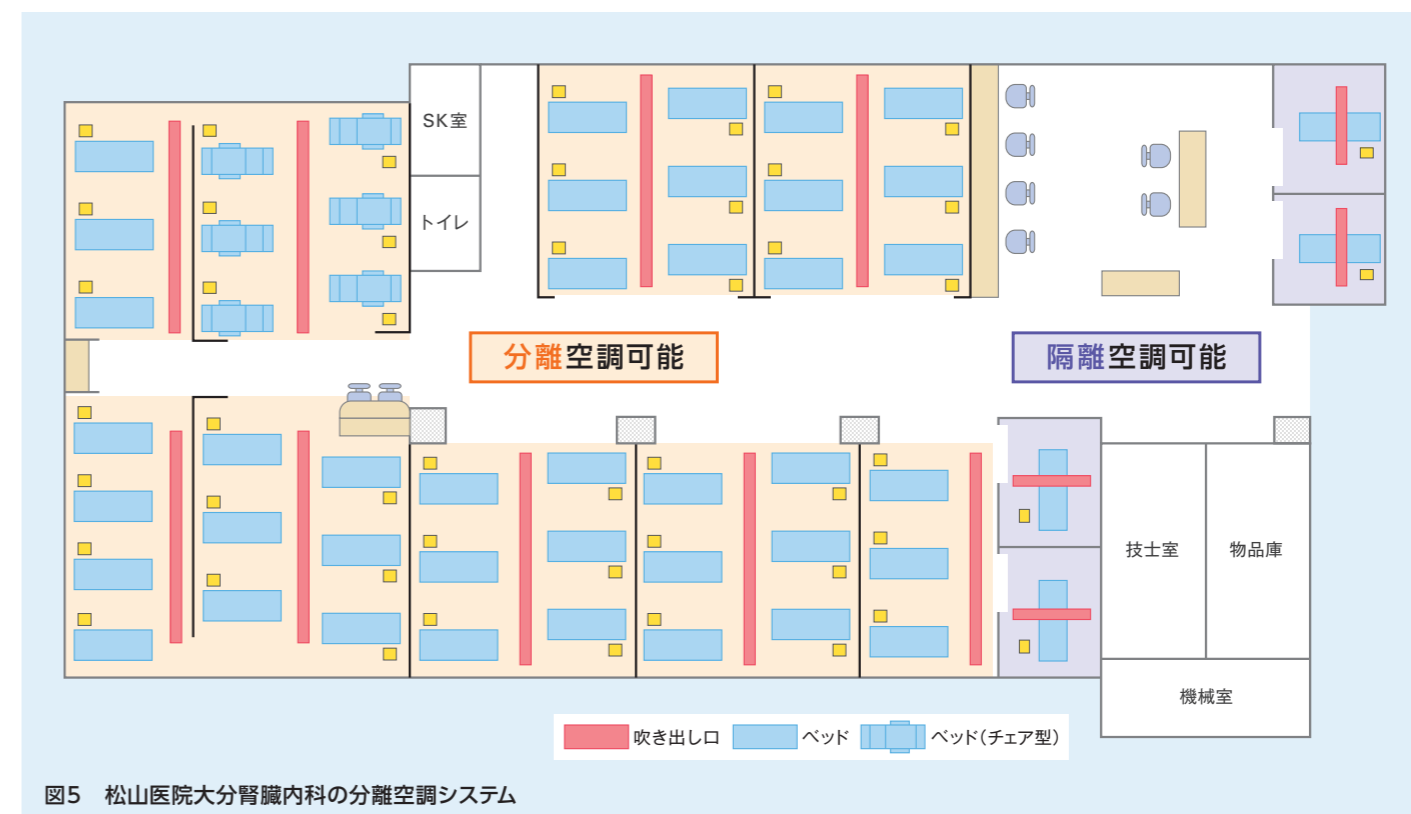 SK室
トイレ
分離空調可能
隔離空調可能
技士室
物品庫
機械室
吹き出し口
ベッド
ベッド(チェア型)
図5 松山医院大分腎臓内科の分離空調システム